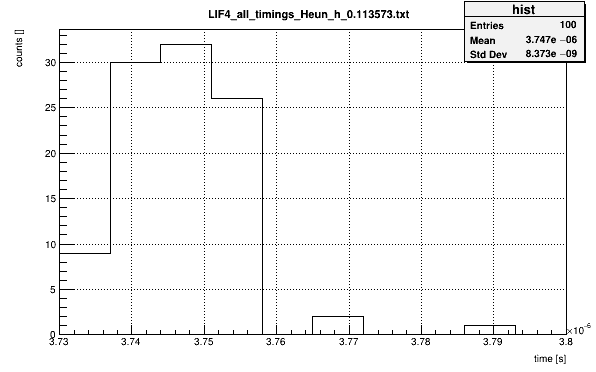 LIF4_all_timings_Heun_h_0.113573.txt
hist
Entries 100
Mean 3.747e −06
Std Dev 8.373e −09
counts []
30
25
20
15
10
5
0
3.73 3.74 3.75 3.76 3.77 3.78 3.79 3.8
×10⁻⁶
time [s]